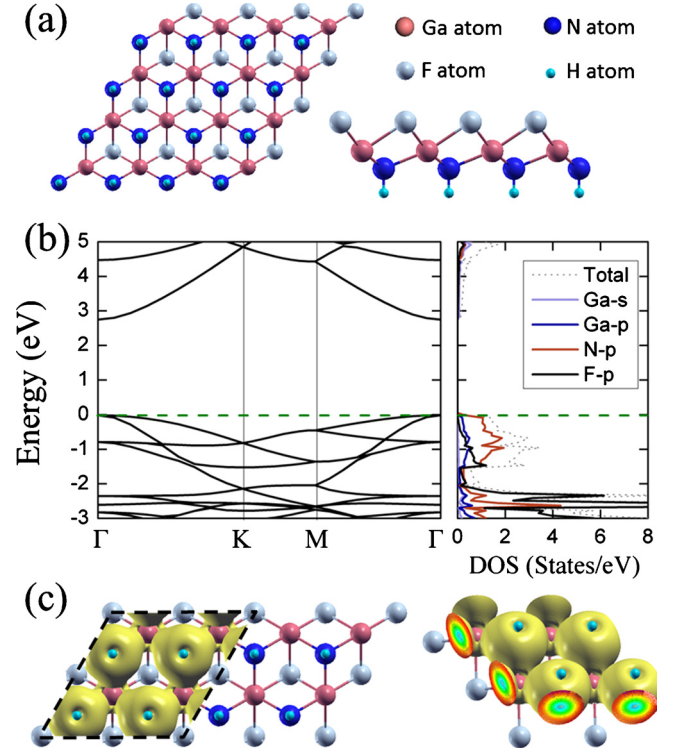 (a)
Ga atom
N atom
F atom
H atom
(b)
Energy (eV)
5
4
3
2
1
0
-1
-2
-3
Γ
K
M
Γ
Total
Ga-s
Ga-p
N-p
F-p
0
2
4
6
8
DOS (States/eV)
(c)